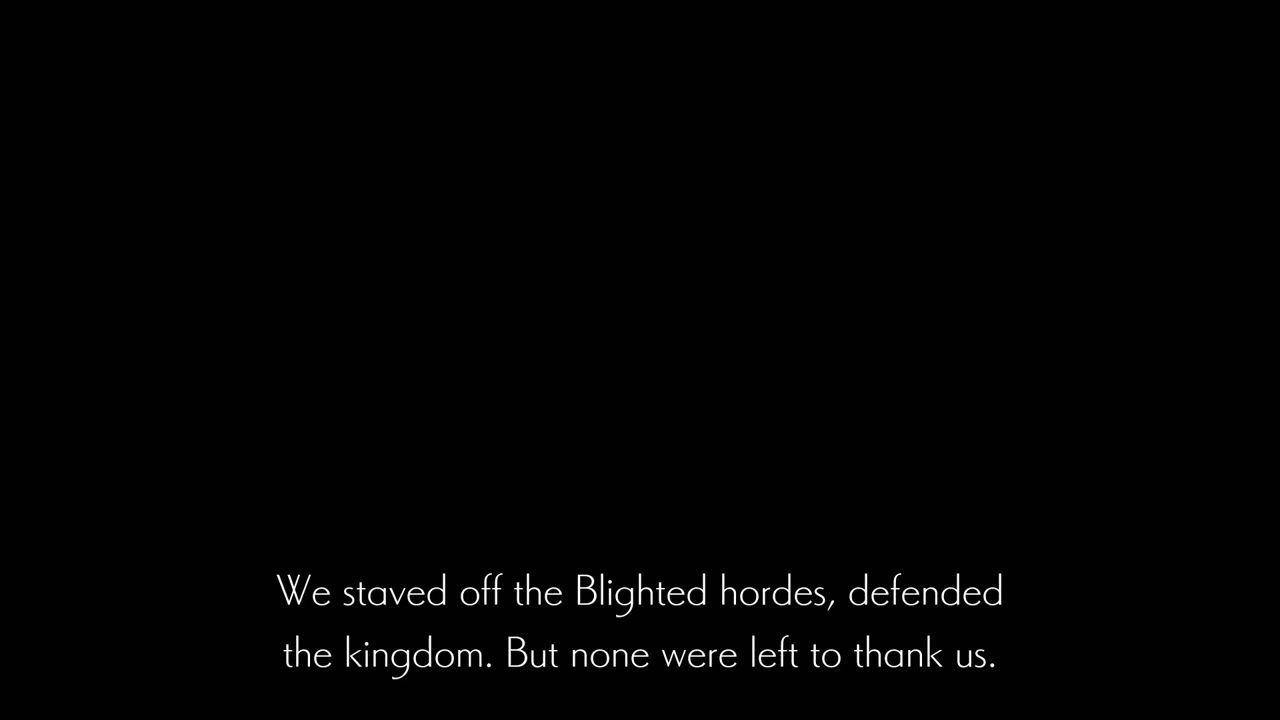 We staved off the Blighted hordes, defended
the kingdom. But none were left to thank us.